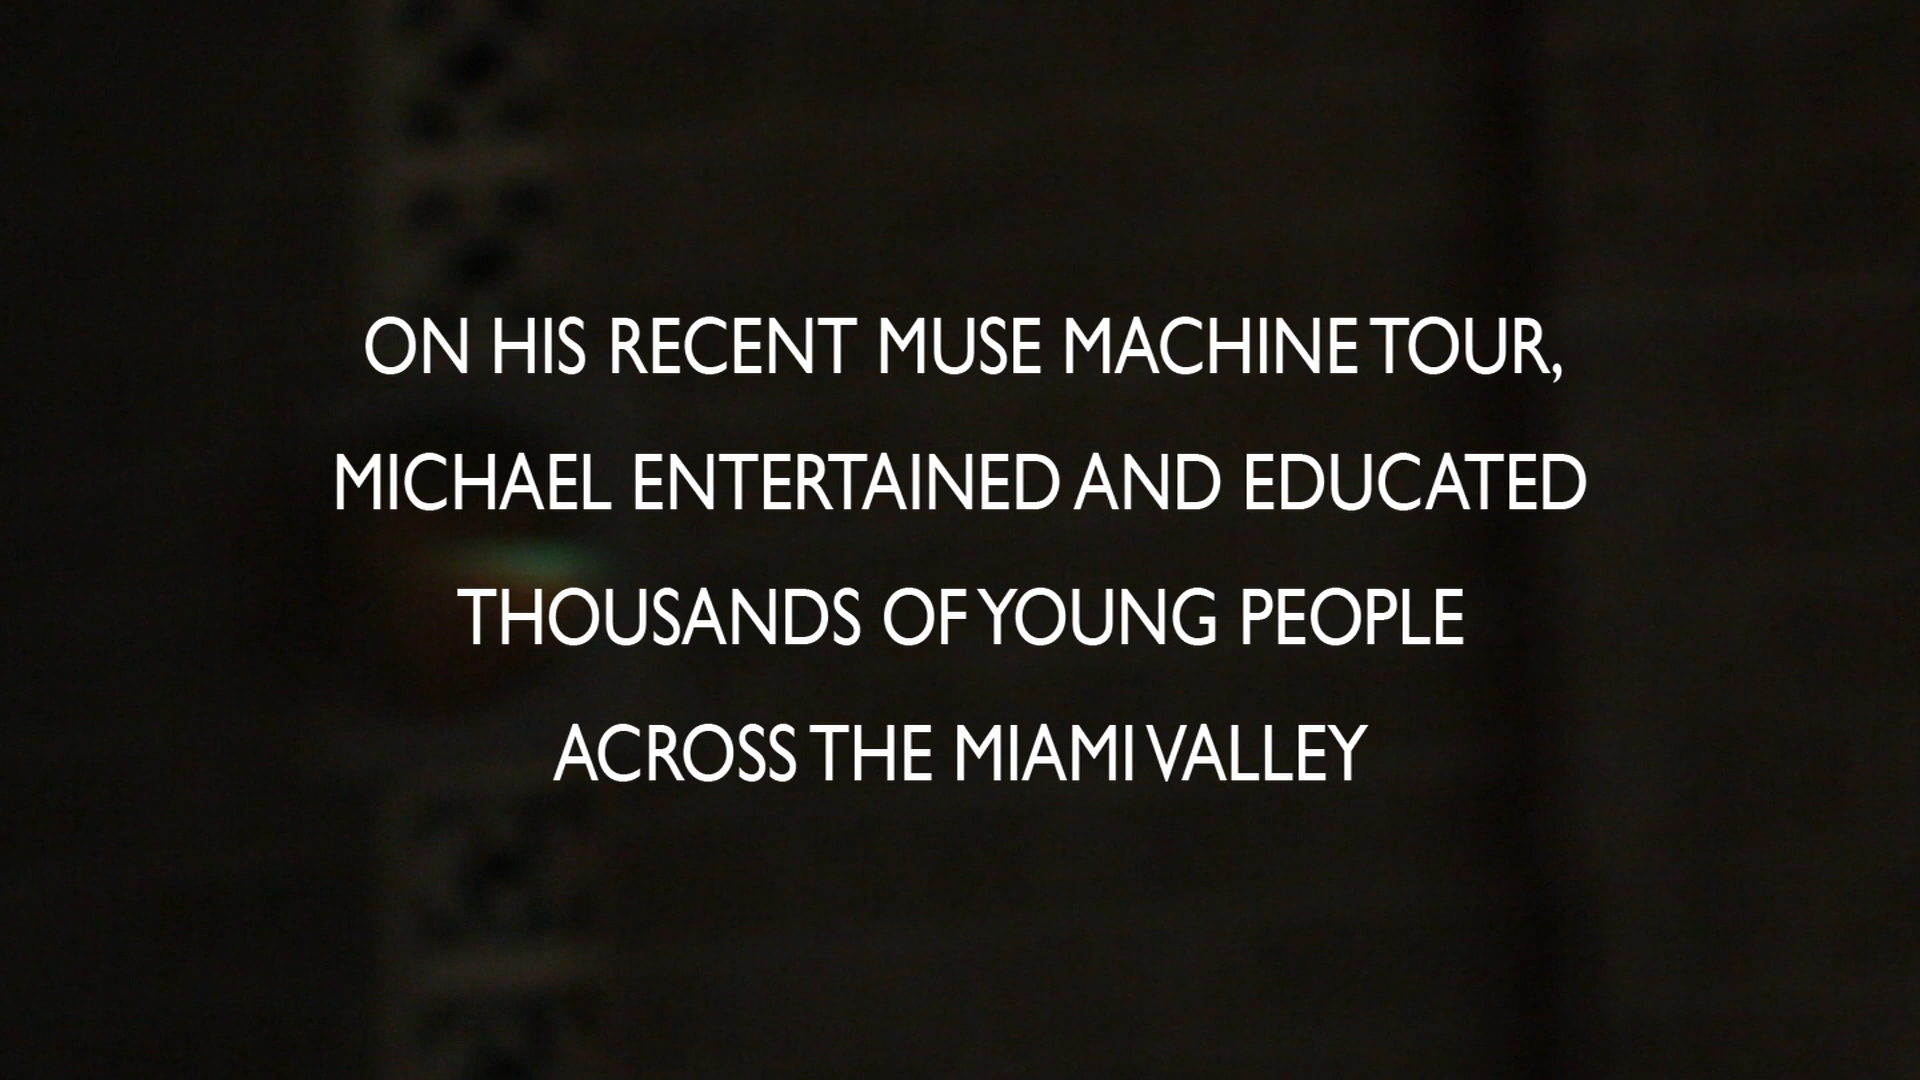 ON HIS RECENT MUSE MACHINE TOUR,
MICHAEL ENTERTAINED AND EDUCATED
THOUSANDS OF YOUNG PEOPLE
ACROSS THE MIAMI VALLEY